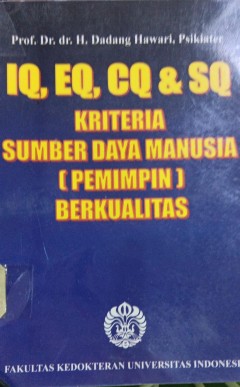 Prof. Dr. dr. H. Dadang Hawari, Psikiater
IQ, EQ, CQ & SQ
KRITERIA
SUMBER DAYA MANUSIA
( PEMIMPIN )
BERKUALITAS
FAKULTAS KEDOKTERAN UNIVERSITAS INDONES